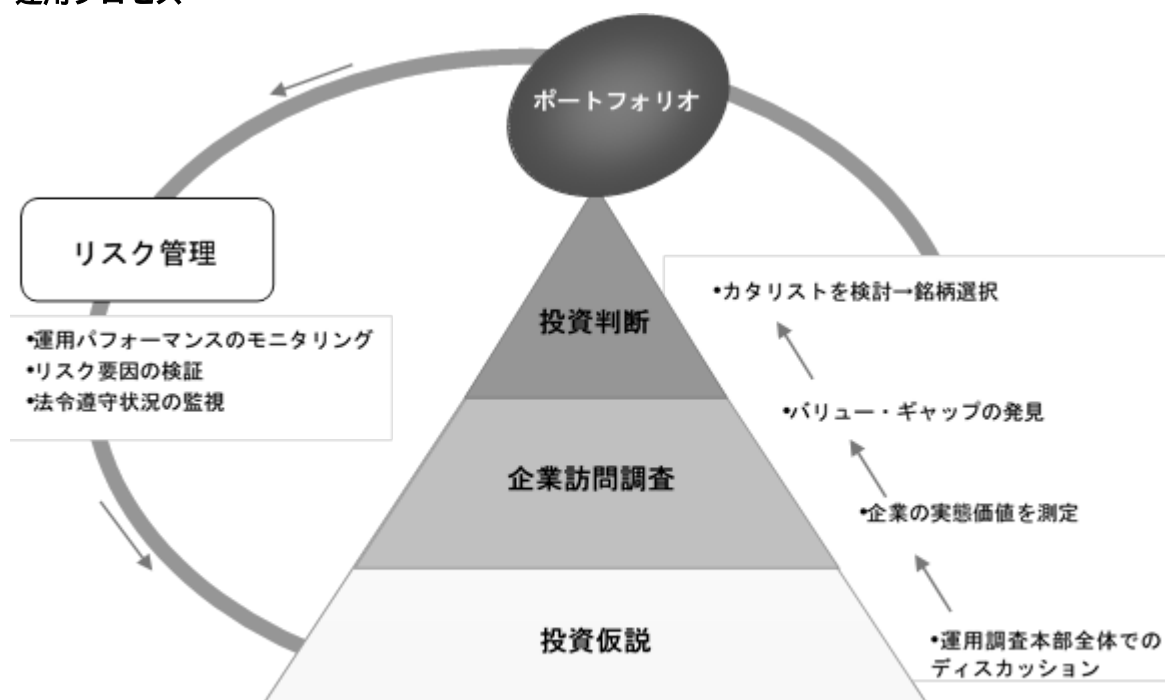 運用プロセス
ポートフォリオ
リスク管理
•運用パフォーマンスのモニタリング
•リスク要因の検証
•法令遵守状況の監視
投資判断
企業訪問調査
投資仮説
•カタリストを検討→銘柄選択
•バリュー・ギャップの発見
•企業の実態価値を測定
•運用調査本部全体での
ディスカッション